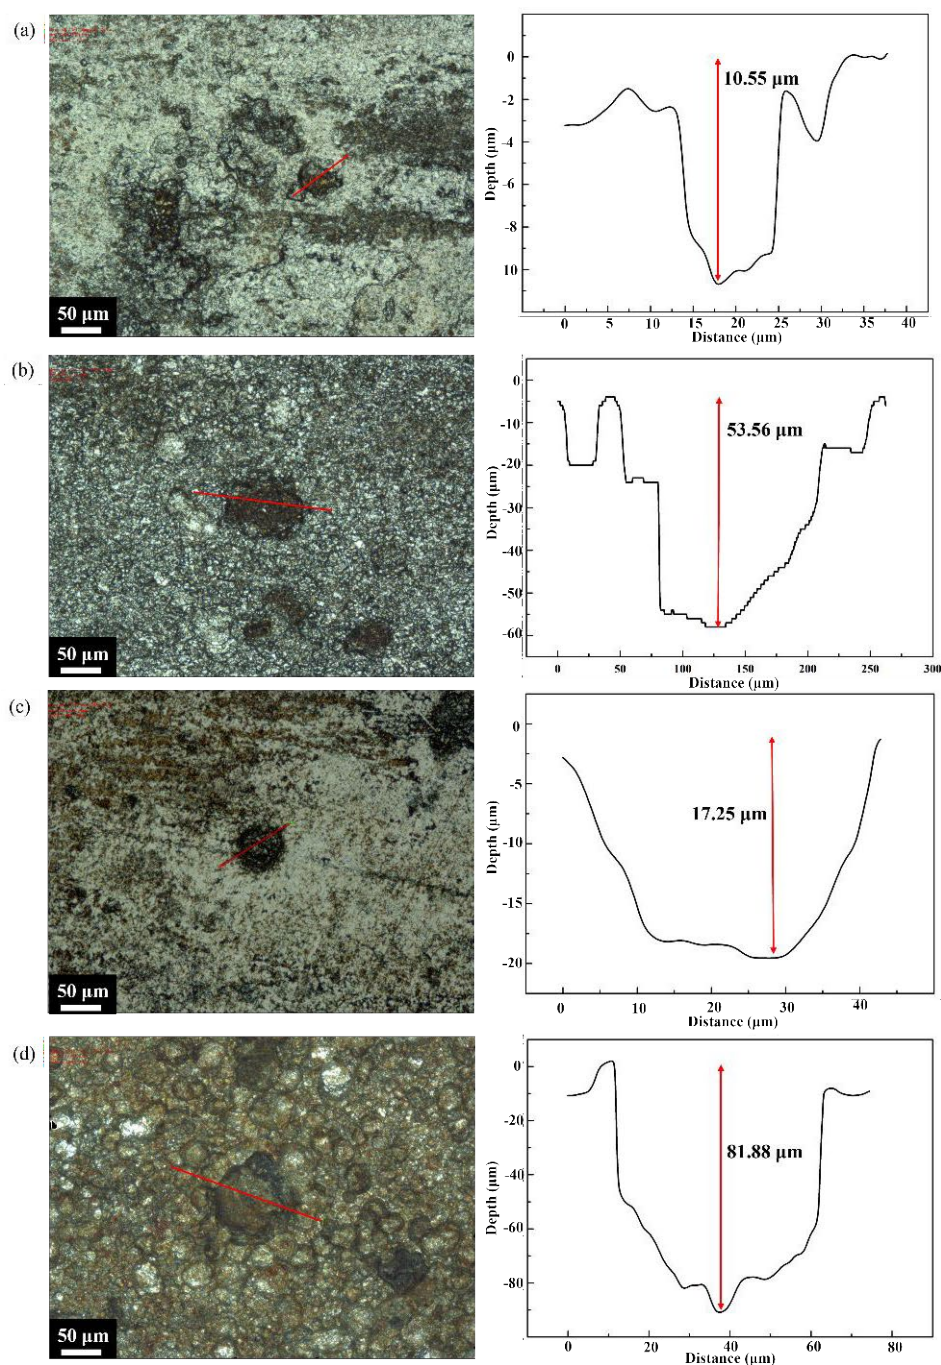 (a)
50 μm
0
-2
-4
-6
-8
10
Depth (μm)
10.55 μm
0 5 10 15 20 25 30 35 40
Distance (μm)
(b)
50 μm
0
-10
-20
-30
-40
-50
-60
Depth (μm)
53.56 μm
0 50 100 150 200 250 300
Distance (μm)
(c)
50 μm
0
-5
-10
-15
-20
Depth (μm)
17.25 μm
0 10 20 30 40
Distance (μm)
(d)
50 μm
0
-20
-40
-60
-80
Depth (μm)
81.88 μm
0 20 40 60 80
Distance (μm)